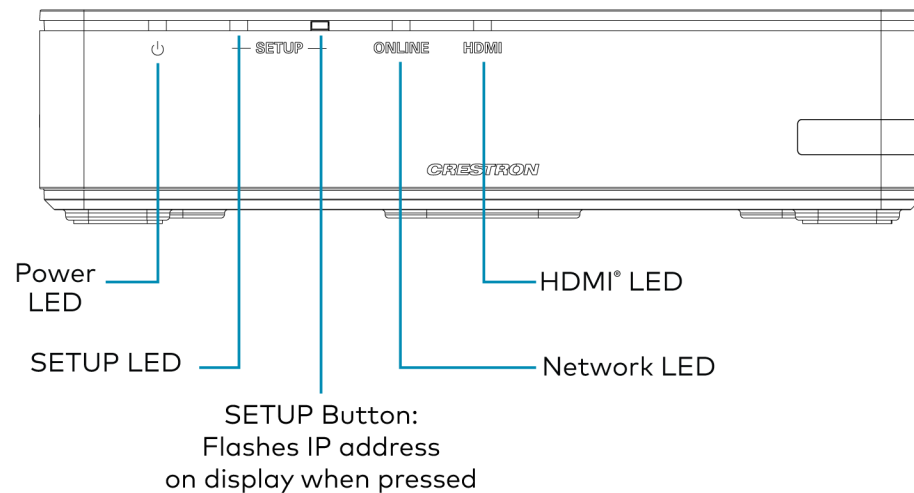 SETUP ONLINE HDMI
CRESTRON
Power
LED
HDMI® LED
SETUP LED
Network LED
SETUP Button:
Flashes IP address
on display when pressed